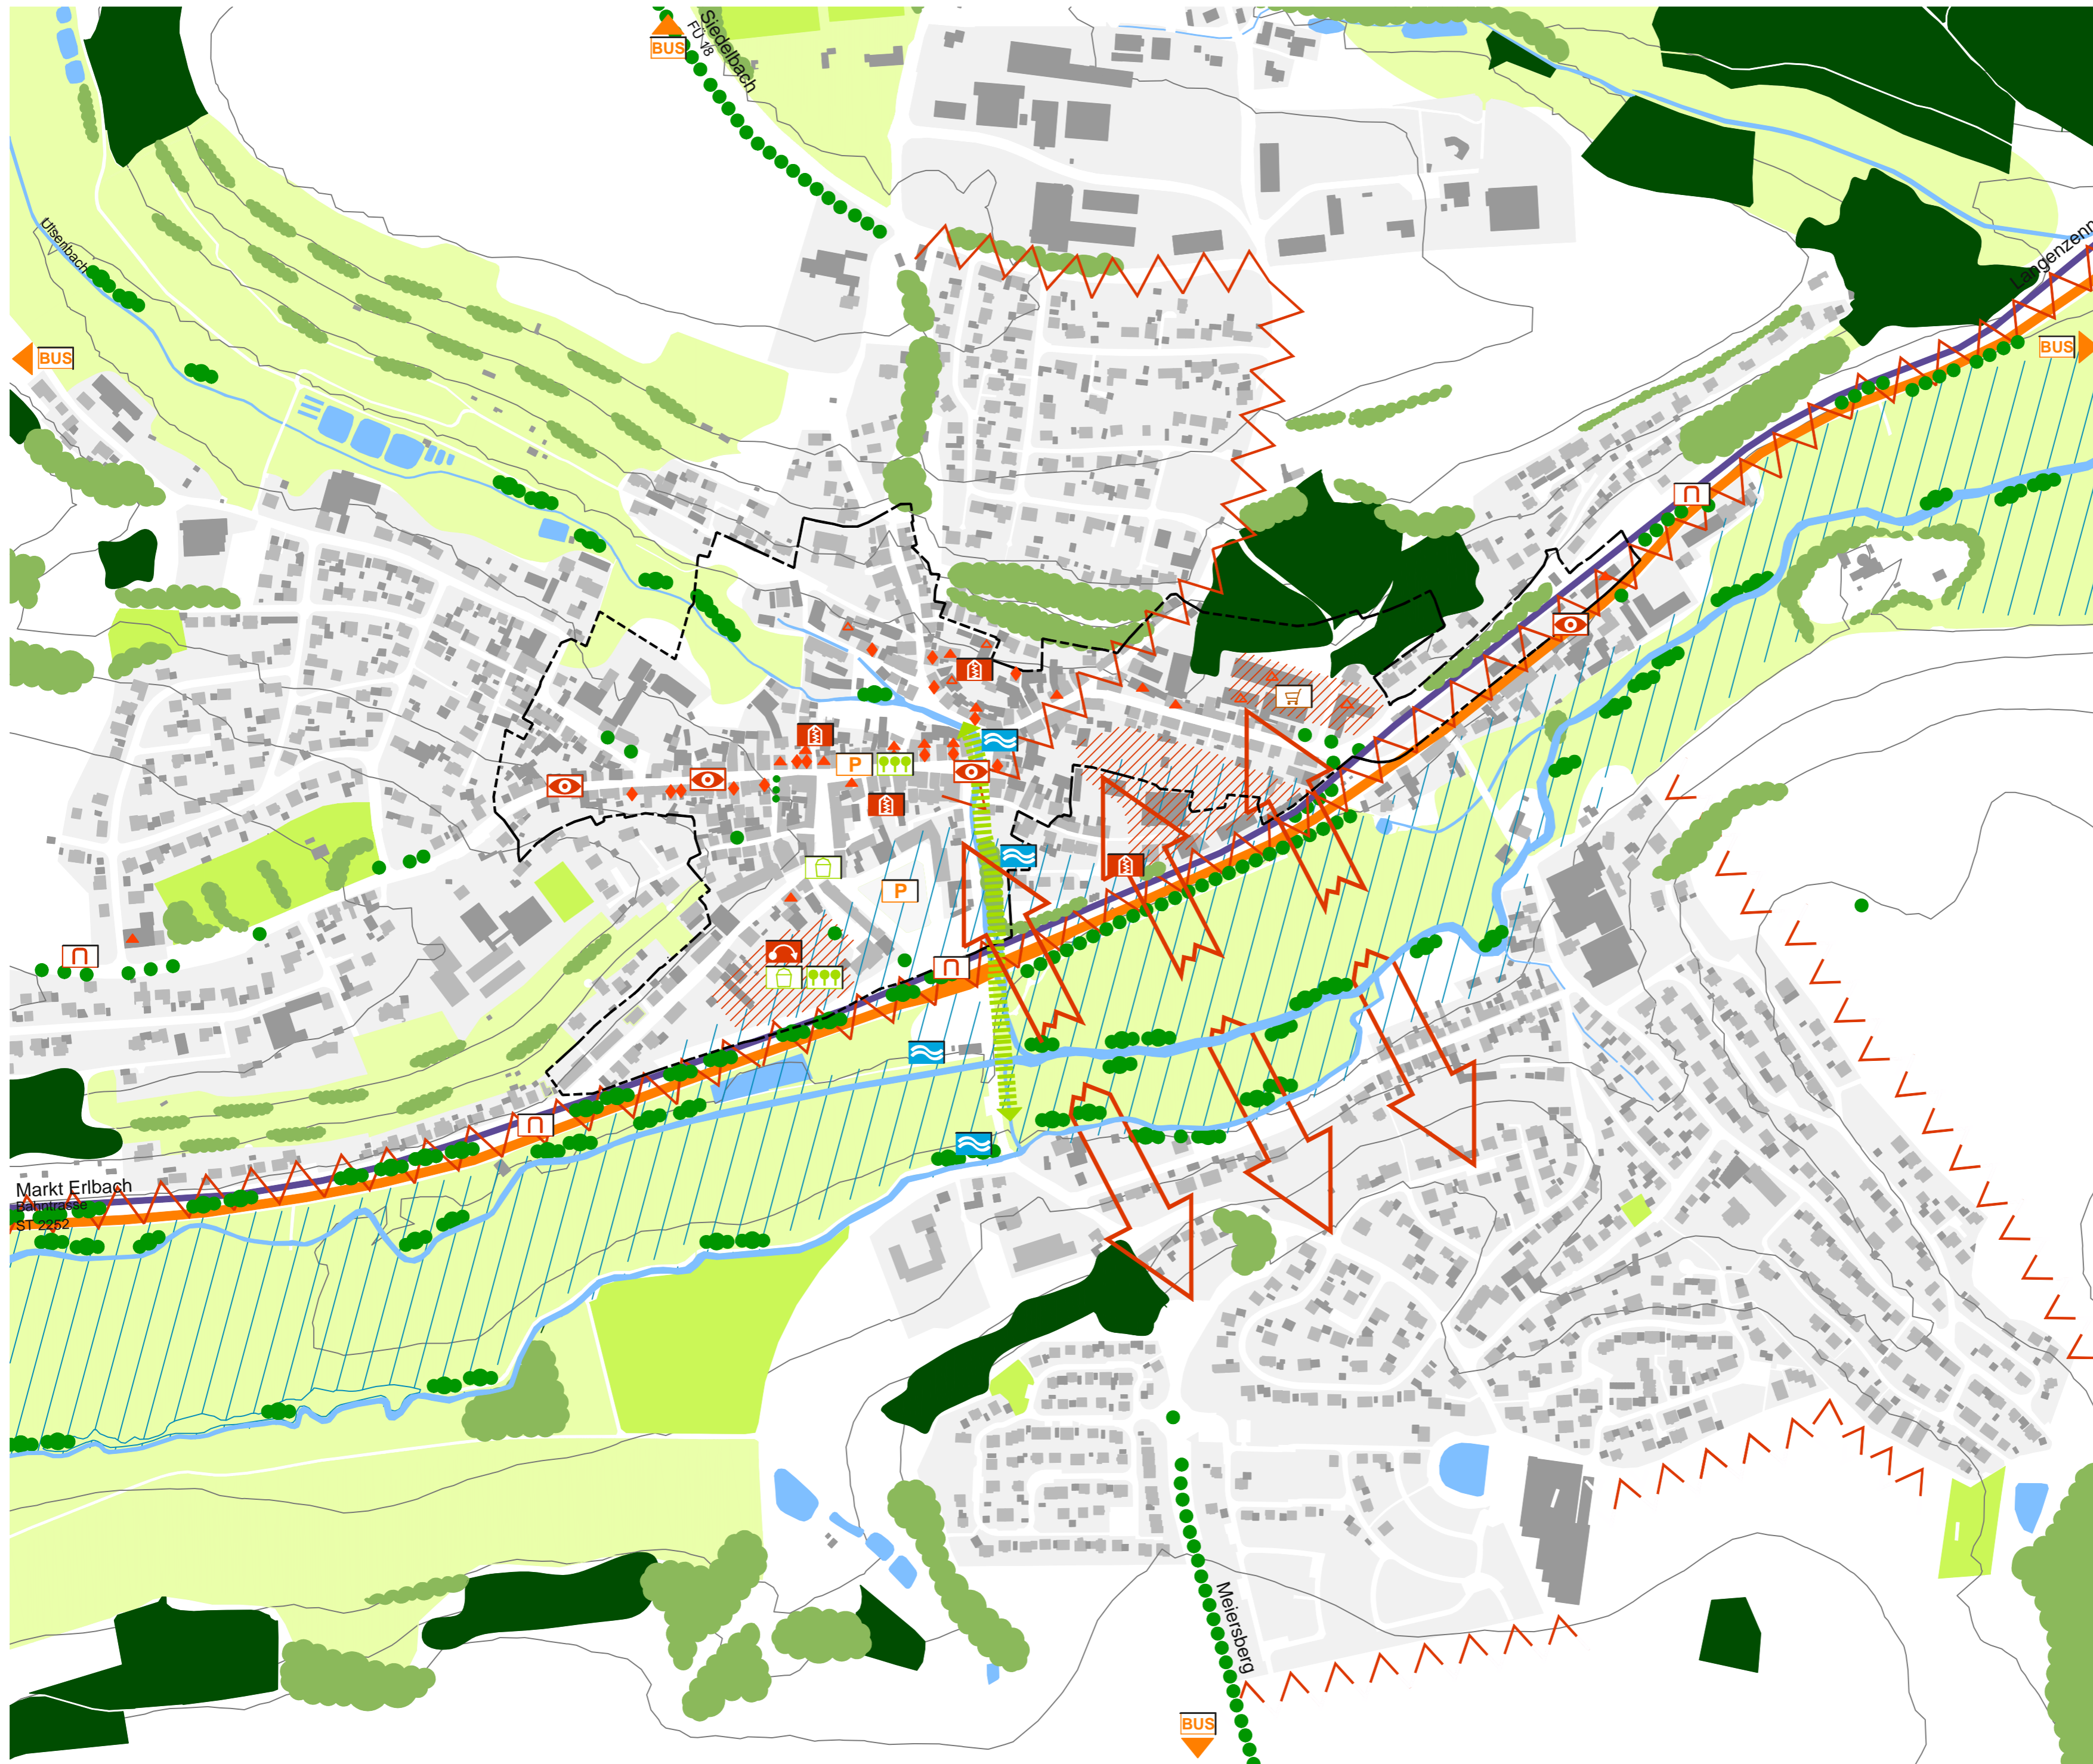 BUS
Siedelbach
FÜ 18
Ulsenbach
Langenzenn
BUS
BUS
P
P
Markt Erlbach
Bahntrasse
ST 2252
Meiersberg
BUS